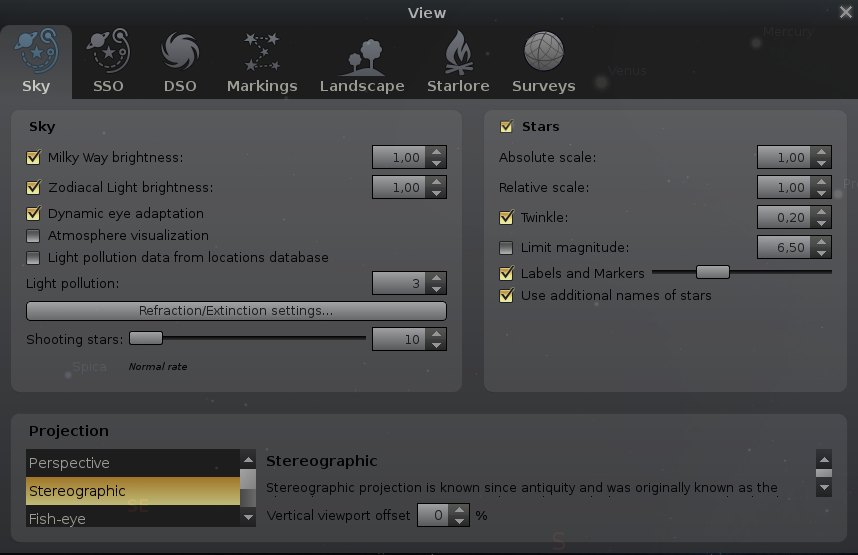 View
Mercury
Venus
Sky SSO DSO Markings Landscape Starlore Surveys
Sky
Milky Way brightness: 1,00
Zodiacal Light brightness: 1,00
Dynamic eye adaptation
Atmosphere visualization
Light pollution data from locations database
Light pollution: 3
Refraction/Extinction settings...
Shooting stars: 10
Spica
Normal rate
Stars
Absolute scale: 1,00
Relative scale: 1,00
Pr
Twinkle: 0,20
Limit magnitude: 6,50
Labels and Markers
Use additional names of stars
Projection
Perspective
Stereographic
SE
Fish-eye
Stereographic
Stereographic projection is known since antiquity and was originally known as the
Vertical viewport offset 0 %
S